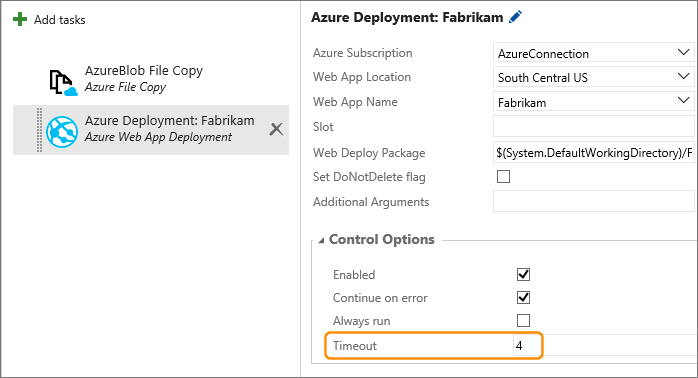 Add tasks
AzureBlob File Copy
Azure File Copy
Azure Deployment: Fabrikam
Azure Web App Deployment
Azure Deployment: Fabrikam
Azure Subscription AzureConnection
Web App Location South Central US
Web App Name Fabrikam
Slot
Web Deploy Package $(System.DefaultWorkingDirectory)/F
Set DoNotDelete flag
Additional Arguments
Control Options
Enabled
Continue on error
Always run
Timeout 4